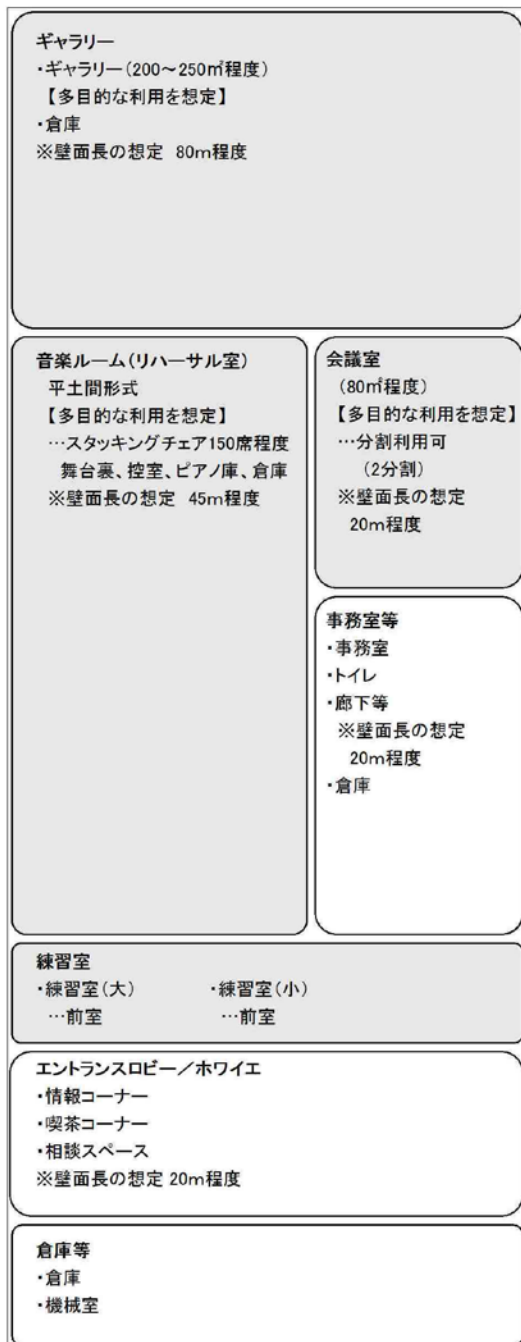 ギャラリー
・ギャラリー(200～250㎡程度)
【多目的な利用を想定】
・倉庫
※壁面長の想定 80m程度
音楽ルーム(リハーサル室)
平土間形式
【多目的な利用を想定】
…スタッキングチェア150席程度
舞台裏、控室、ピアノ庫、倉庫
※壁面長の想定 45m程度
会議室
(80㎡程度)
【多目的な利用を想定】
…分割利用可
(2分割)
※壁面長の想定
20m程度
事務室等
・事務室
・トイレ
・廊下等
※壁面長の想定
20m程度
・倉庫
練習室
・練習室(大) ・練習室(小)
…前室 …前室
エントランスロビー／ホワイエ
・情報コーナー
・喫茶コーナー
・相談スペース
※壁面長の想定 20m程度
倉庫等
・倉庫
・機械室